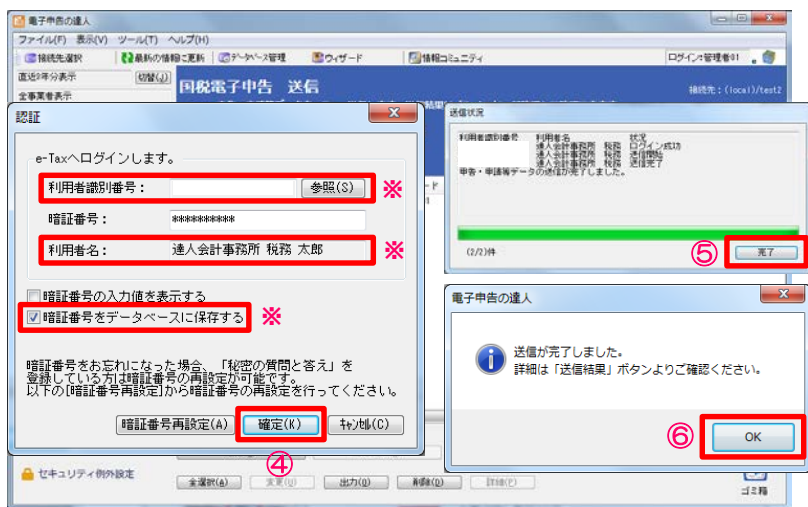 電子申告の達人
ファイル(F) 表示(V) ツール(T) ヘルプ(H)
接続先選択 最新の情報に更新 データベース管理 ウィザード 情報コミュニティ ログイン:管理者01
直近2年分表示 切替(J)
全事業者表示
国税電子申告 送信
接続先:(local)/test2
認証
e-Taxへログインします。
利用者識別番号: 参照(S) ※
暗証番号: **********
利用者名: 達人会計事務所 税務 太郎 ※
暗証番号の入力値を表示する
暗証番号をデータベースに保存する ※
暗証番号をお忘れになった場合、「秘密の質問と答え」を
登録している方は暗証番号の再設定が可能です。
以下の[暗証番号再設定]から暗証番号の再設定を行ってください。
暗証番号再設定(A) 確定(K) キャンセル(C)
④
送信状況
利用者識別番号 利用者名 状況
達人会計事務所 税務 ログイン成功
達人会計事務所 税務 送信開始
達人会計事務所 税務 送信完了
申告・申請等データの送信が完了しました。
(2/2)件
⑤ 完了
電子申告の達人
送信が完了しました。
詳細は「送信結果」ボタンよりご確認ください。
⑥ OK
セキュリティ例外設定
全選択(A) 変更(U) 出力(O) 削除(D) 詳細(P)
ゴミ箱